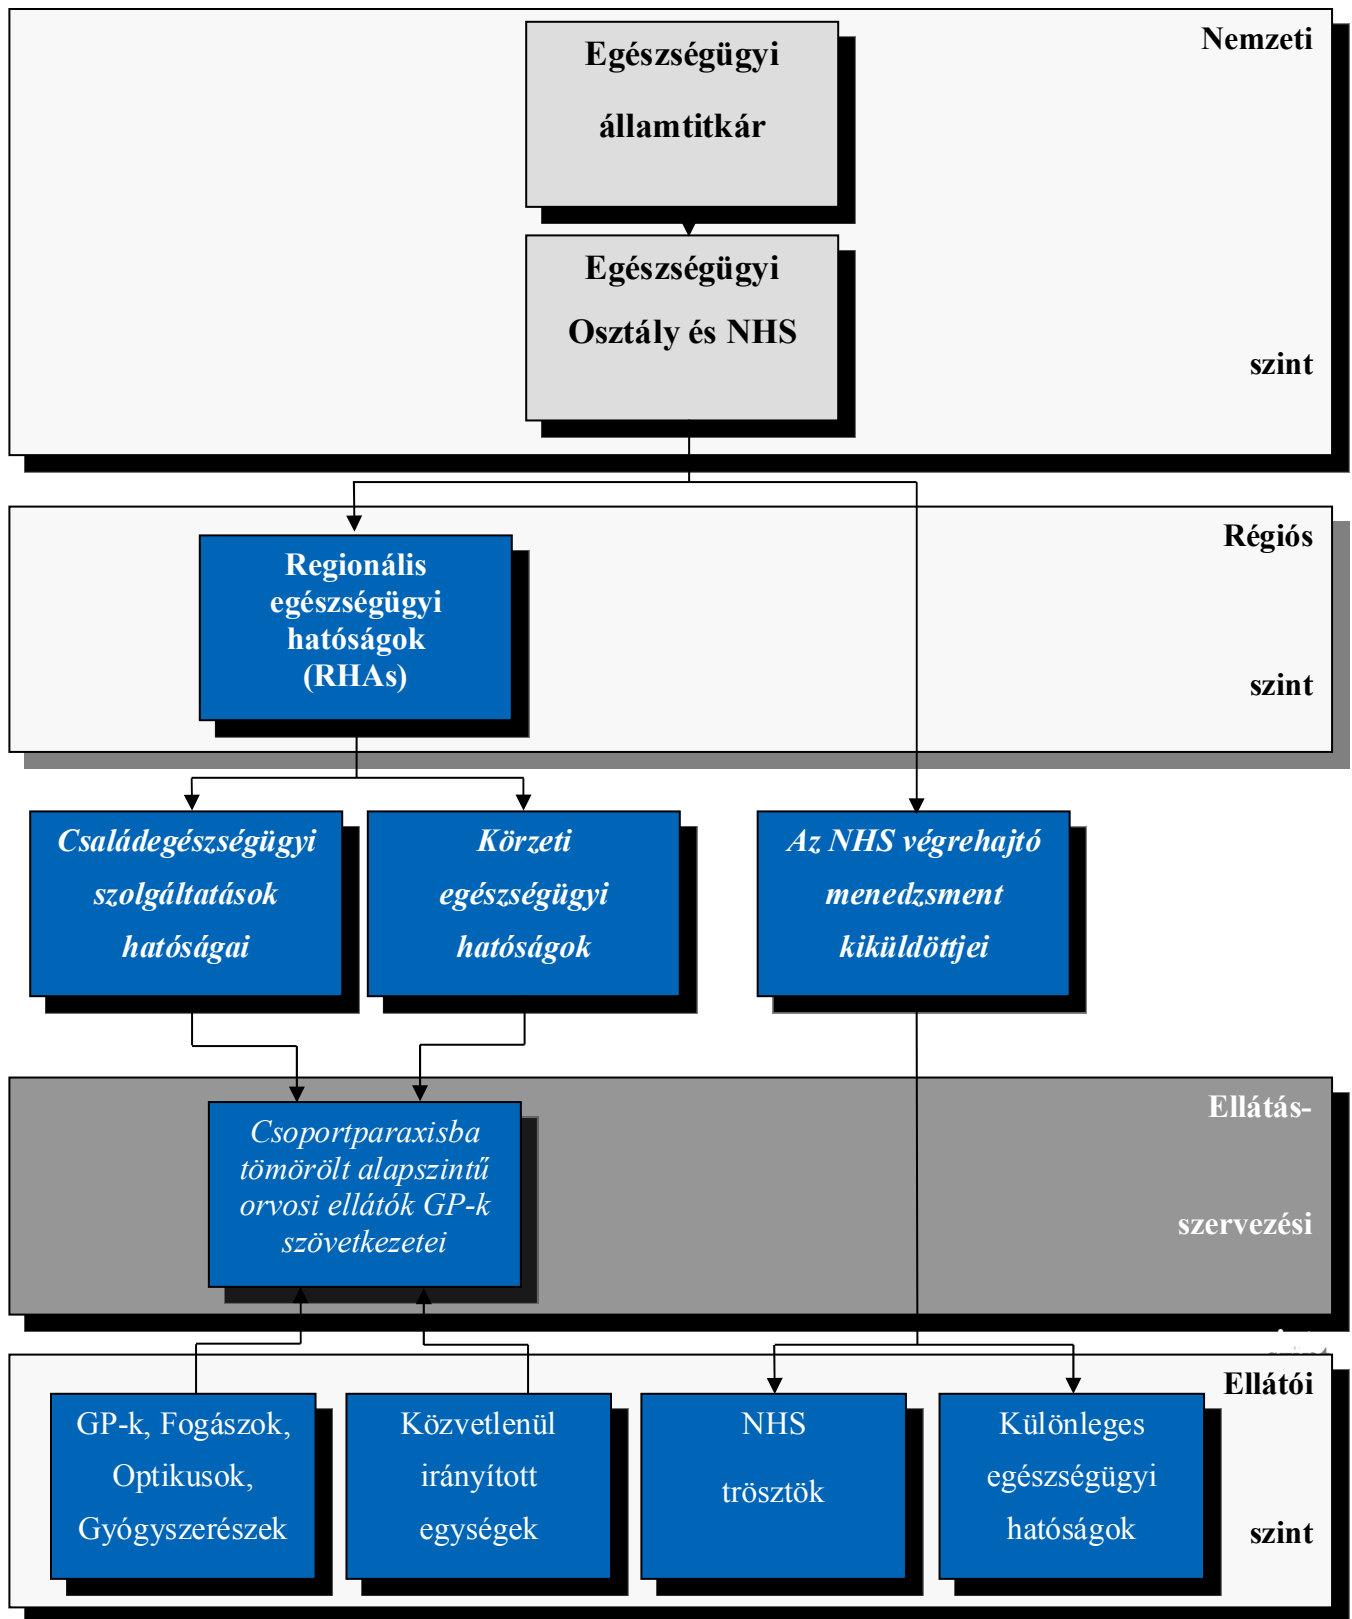 Nemzeti
szint
Egészségügyi
államtitkár
Egészségügyi
Osztály és NHS
Régiós
szint
Regionális
egészségügyi
hatóságok
(RHAs)
Családegészségügyi
szolgáltatások
hatóságai
Körzeti
egészségügyi
hatóságok
Az NHS végrehajtó
menedzsment
kiküldöttjei
Ellátás-
szervezési
Csoportparaxisba
tömörölt alapszintű
orvosi ellátók GP-k
szövetkezetei
Ellátói
szint
GP-k, Fogászok,
Optikusok,
Gyógyszerészek
Közvetlenül
irányított
egységek
NHS
trösztök
Különleges
egészségügyi
hatóságok